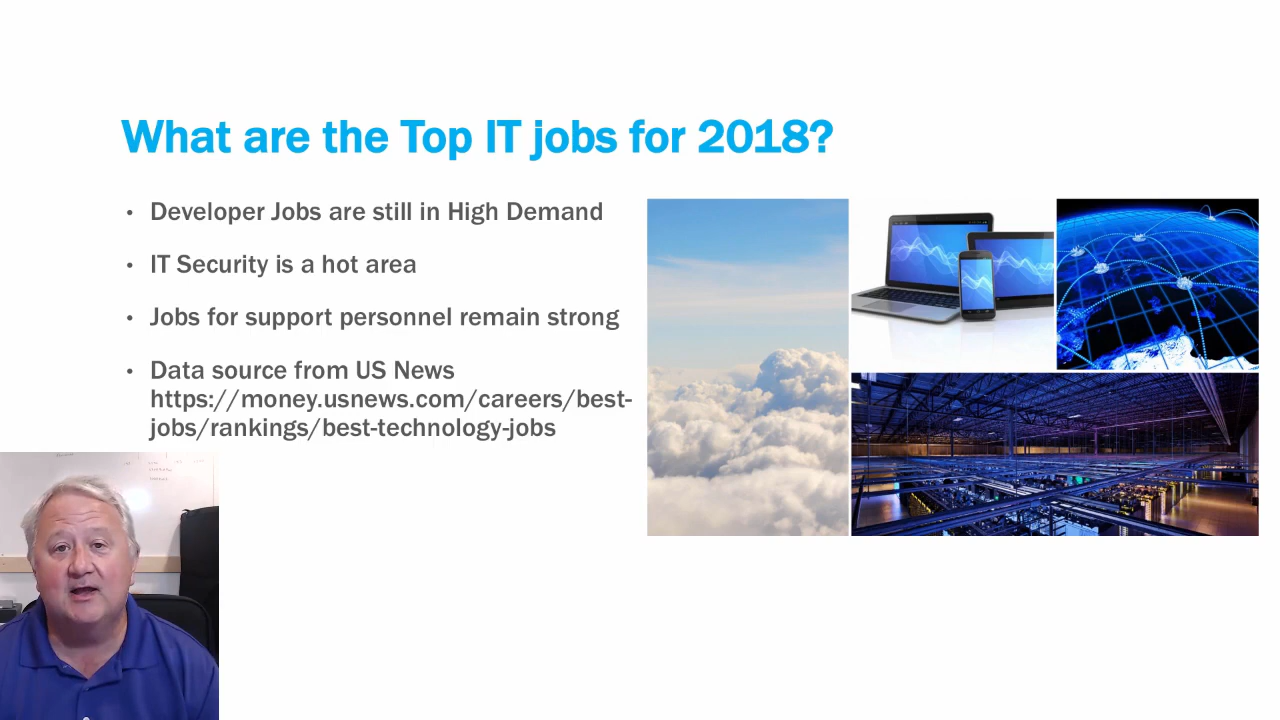 What are the Top IT jobs for 2018?
• Developer Jobs are still in High Demand
• IT Security is a hot area
• Jobs for support personnel remain strong
• Data source from US News
https://money.usnews.com/careers/best-
jobs/rankings/best-technology-jobs